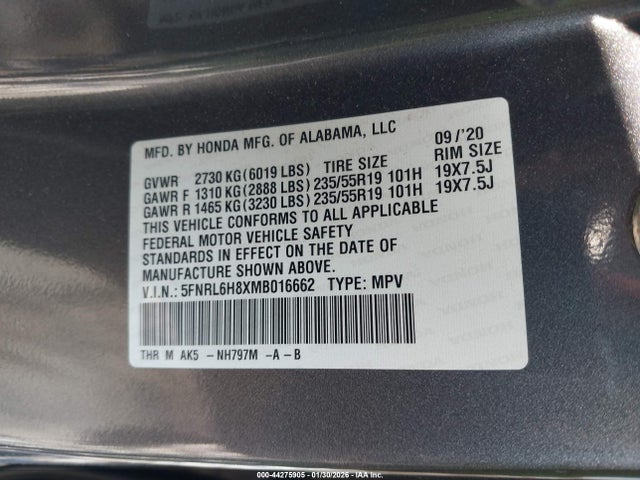 MFD. BY HONDA MFG. OF ALABAMA, LLC 09/'20
GVWR 2730 KG (6019 LBS) TIRE SIZE RIM SIZE
GAWR F 1310 KG (2888 LBS) 235/55R19 101H 19X7.5J
GAWR R 1465 KG (3230 LBS) 235/55R19 101H 19X7.5J
THIS VEHICLE CONFORMS TO ALL APPLICABLE
FEDERAL MOTOR VEHICLE SAFETY
STANDARDS IN EFFECT ON THE DATE OF
MANUFACTURE SHOWN ABOVE.
V.I.N.: 5FNRL6H8XMB016662 TYPE: MPV
THR M AK5 - NH797M -A - B
000-44275905 - 01/30/2026 - IAA Inc.